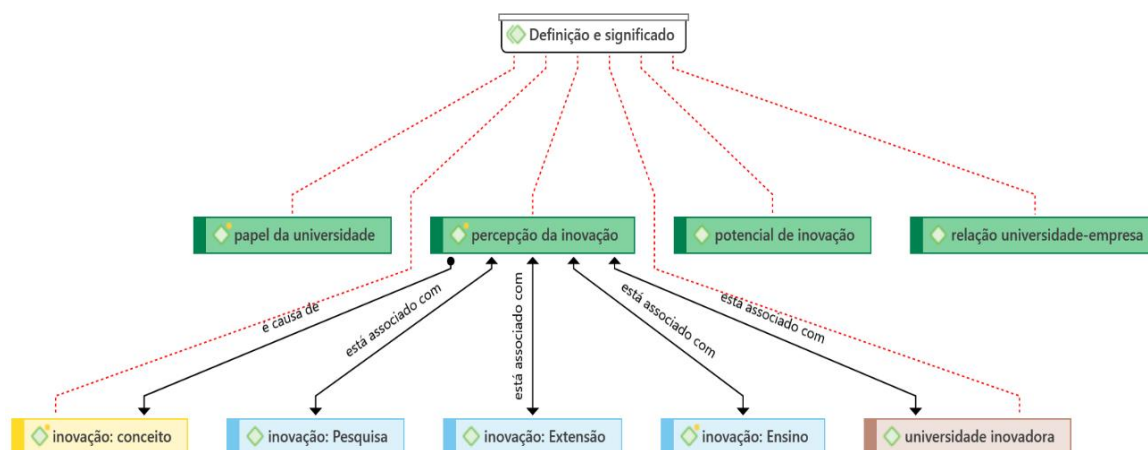 Definição e significado
papel da universidade
percepção da inovação
potencial de inovação
relação universidade-empresa
e causa de
está associado com
está associado com
está associado com
está associado com
inovação: conceito
inovação: Pesquisa
inovação: Extensão
inovação: Ensino
universidade inovadora